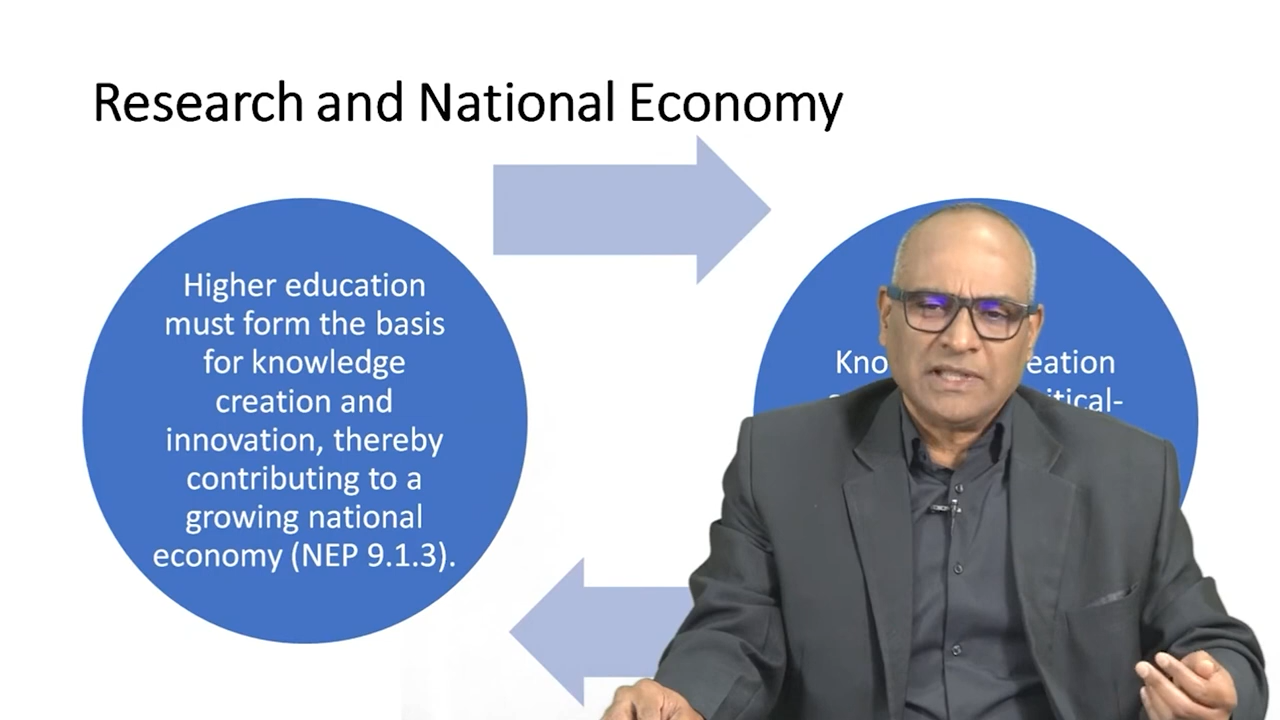 Research and National Economy
Higher education
must form the basis
for knowledge
creation and
innovation, thereby
contributing to a
growing national
economy (NEP 9.1.3).